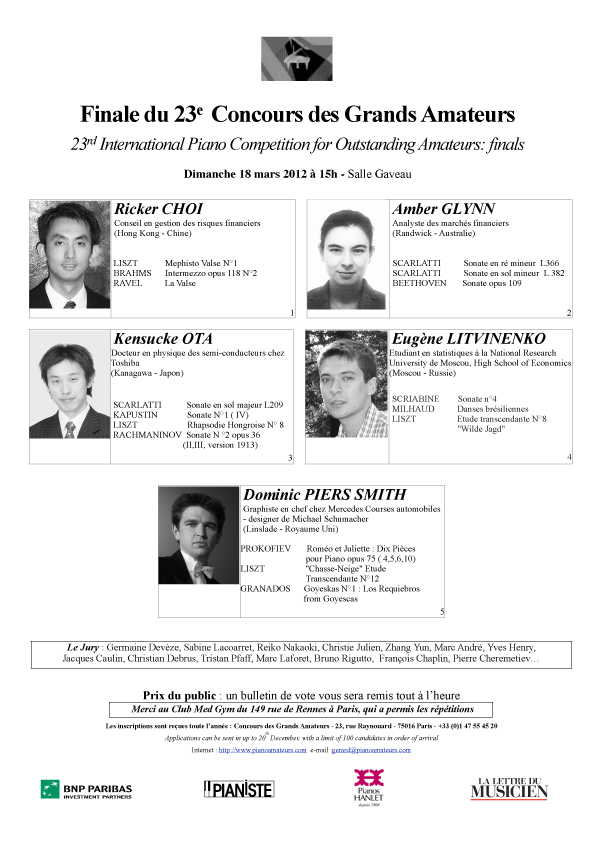 Finale du 23e Concours des Grands Amateurs
23rd International Piano Competition for Outstanding Amateurs: finals
Dimanche 18 mars 2012 à 15h - Salle Gaveau
Ricker CHOI
Conseil en gestion des risques financiers
(Hong Kong - Chine)
LISZT Mephisto Valse N°1
BRAHMS Intermezzo opus 118 N°2
RAVEL La Valse
1
Amber GLYNN
Analyste des marchés financiers
(Randwick - Australie)
SCARLATTI Sonate en ré mineur L366
SCARLATTI Sonate en sol mineur L 382
BEETHOVEN Sonate opus 109
2
Kensucke OTA
Docteur en physique des semi-conducteurs chez
Toshiba
(Kanagawa - Japon)
SCARLATTI Sonate en sol majeur L209
KAPUSTIN Sonate N°1 ( IV)
LISZT Rhapsodie Hongroise N° 8
RACHMANINOV Sonate N °2 opus 36
(II,III, version 1913)
3
Eugène LITVINENKO
Etudiant en statistiques à la National Research
University de Moscou, High School of Economics
(Moscou - Russie)
SCRIABINE Sonate n°4
MILHAUD Danses brésiliennes
LISZT Etude transcendante N°8
"Wilde Jagd"
4
Dominic PIERS SMITH
Graphiste en chef chez Mercedes Courses automobiles
- designer de Michael Schumacher
(Linslade - Royaume Uni)
PROKOFIEV Roméo et Juliette : Dix Pièces
pour Piano opus 75 ( 4,5,6,10)
LISZT "Chasse-Neige" Etude
Transcendante N°12
GRANADOS Goyeskas N°1 : Los Requiebros
from Goyescas
5
Le Jury : Germaine Devèze, Sabine Lacoarret, Reiko Nakaoki, Christie Julien, Zhang Yun, Marc André, Yves Henry,
Jacques Caulin, Christian Debrus, Tristan Pfaff, Marc Laforet, Bruno Rigutto, François Chaplin, Pierre Cheremetiev…
Prix du public : un bulletin de vote vous sera remis tout à l’heure
Merci au Club Med Gym du 149 rue de Rennes à Paris, qui a permis les répétitions
Les inscriptions sont reçues toute l'année : Concours des Grands Amateurs - 23, rue Raynouard - 75016 Paris - +33 (0)1 47 55 45 20
Applications can be sent in up to 20th December, with a limit of 100 candidates in order of arrival
Internet : http://www.pianoamateurs.com e-mail gerard@pianoamateurs.com
BNP PARIBAS
INVESTMENT PARTNERS
PIANISTE
Pianos
HANLET
depuis 1866
LA LETTRE DU
MUSICIEN